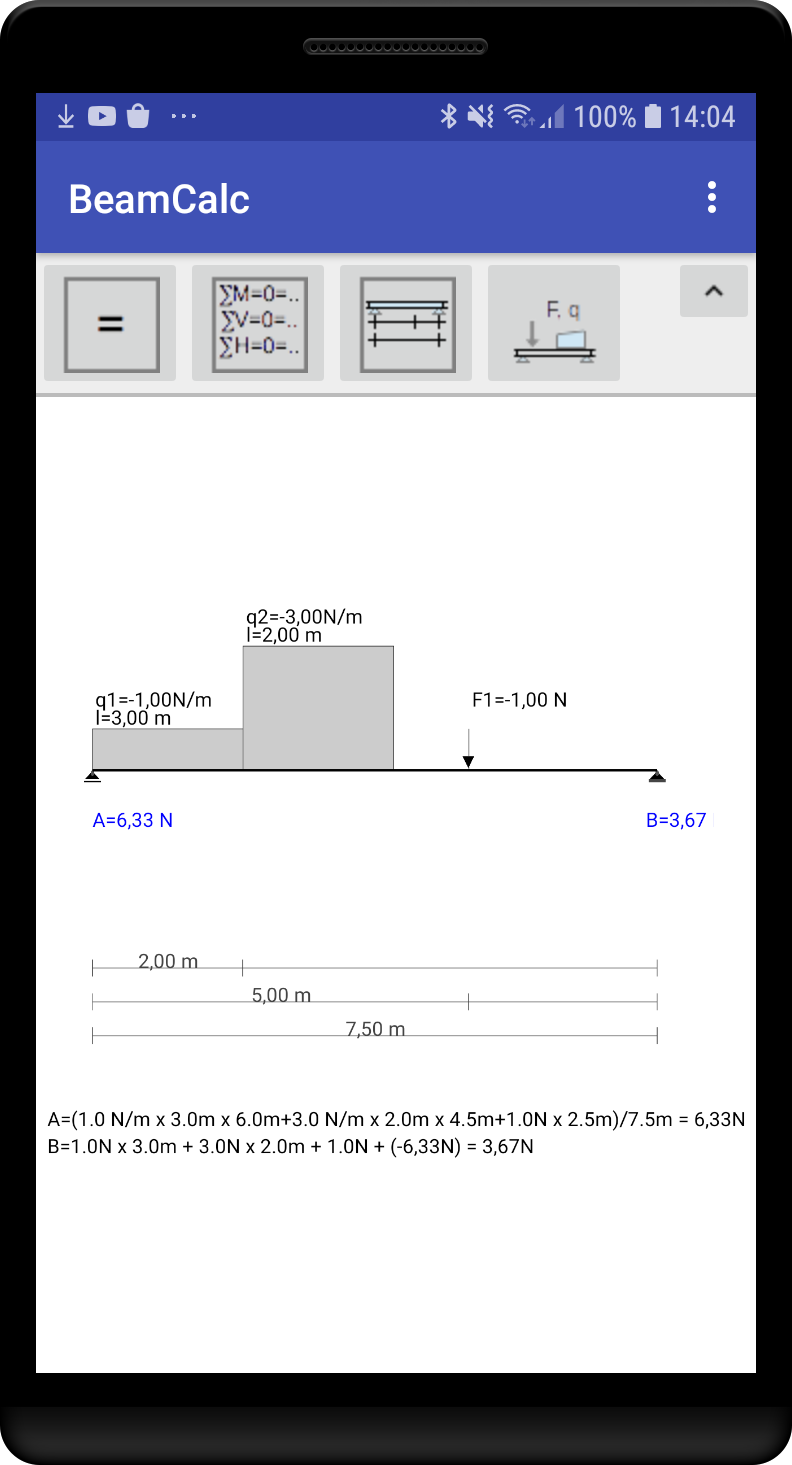 100% 14:04
BeamCalc
=
∑M=0=..
∑V=0=..
∑H=0=..
F, q
q2=-3,00N/m
l=2,00 m
q1=-1,00N/m
l=3,00 m
F1=-1,00 N
A=6,33 N
B=3,67
2,00 m
5,00 m
7,50 m
A=(1.0 N/m x 3.0m x 6.0m+3.0 N/m x 2.0m x 4.5m+1.0N x 2.5m)/7.5m = 6,33N
B=1.0N x 3.0m + 3.0N x 2.0m + 1.0N + (-6,33N) = 3,67N